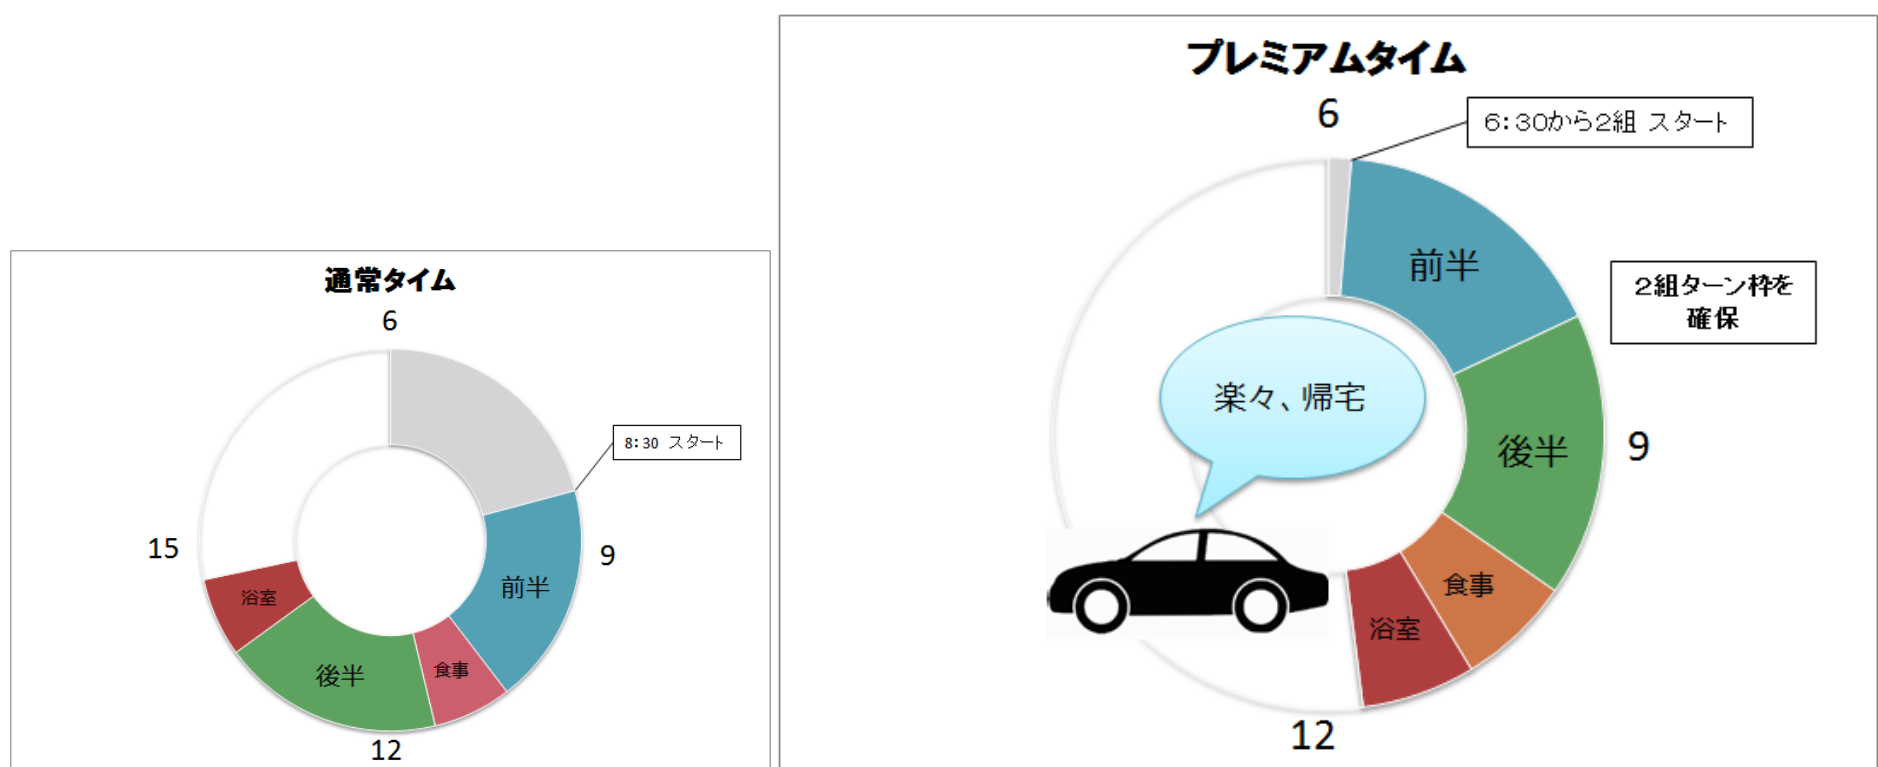 通常タイム
6
8:30 スタート
9
前半
食事
12
後半
浴室
15
プレミアムタイム
6
6:30から2組 スタート
前半
2組ターン枠を
確保
9
後半
食事
浴室
12
楽々、帰宅